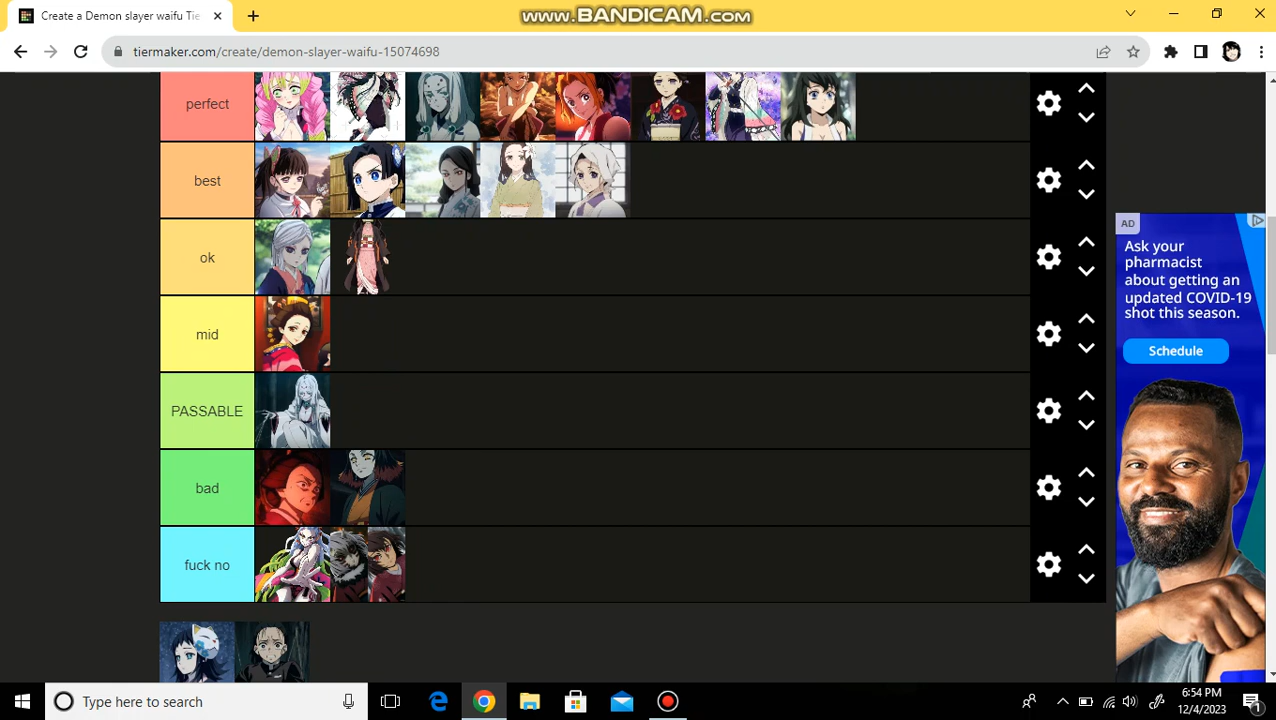 Create a Demon slayer waifu Tie
www.BANDICAM.com
tiermaker.com/create/demon-slayer-waifu-15074698
perfect
best
ok
mid
PASSABLE
bad
fuck no
AD
Ask your
pharmacist
about getting an
updated COVID-19
shot this season.
Schedule
Type here to search
6:54 PM
12/4/2023
1